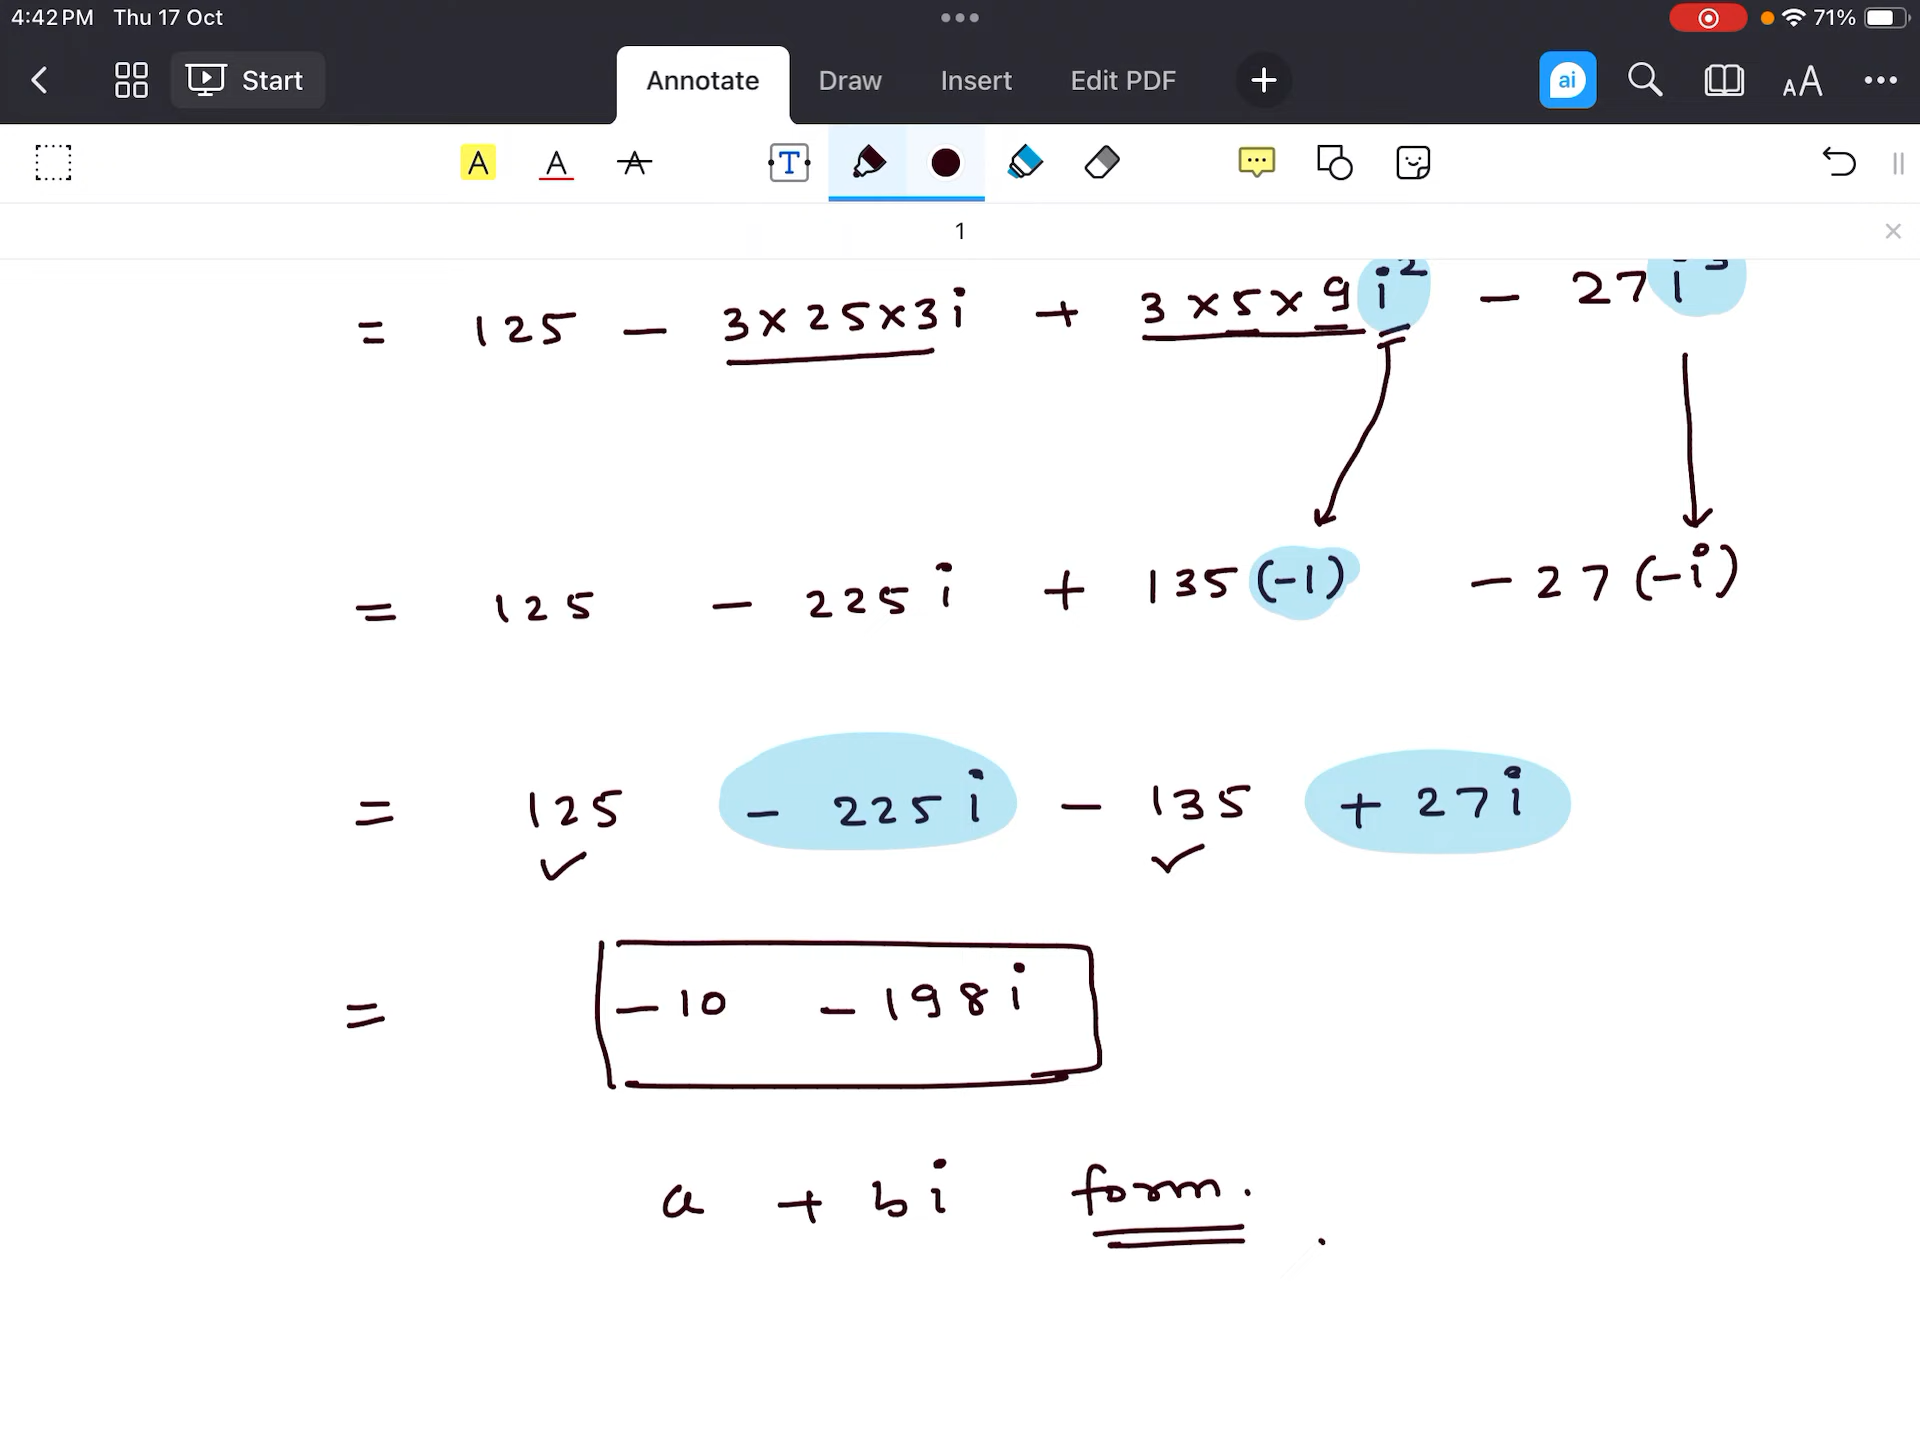 4:42 PM Thu 17 Oct 71%
Start Annotate Draw Insert Edit PDF + ai AA
A A A T
1
= 125 − 3×25×3i + 3×5×9i² − 27i³
= 125 − 225i + 135(−1) − 27(−i)
= 125 − 225i − 135 + 27i
= −10 − 198i
a + bi form.